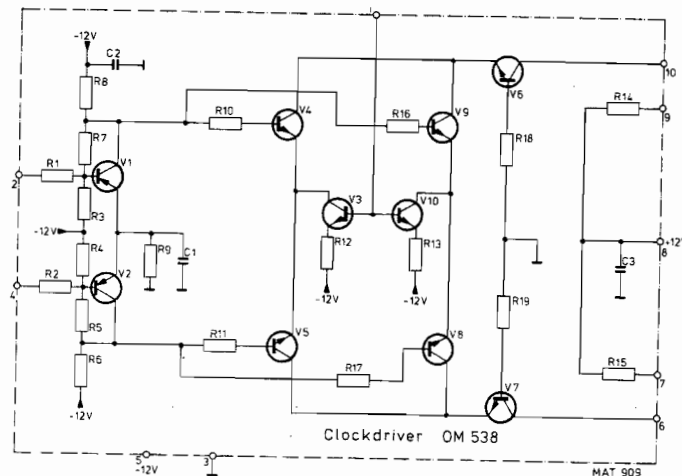 1
-12V
C2
R8
10
V6
V4
V9
R10
R16
R14
9
R7
R18
R1
V1
2
R3
V3
V10
-12V
R12
R13
+12V
8
R4
R9
C1
C3
R2
V2
4
-12V
-12V
R19
R5
R11
V5
V8
R6
R17
R15
7
V7
-12V
6
Clockdriver OM 538
5
-12V
3
MAT 909